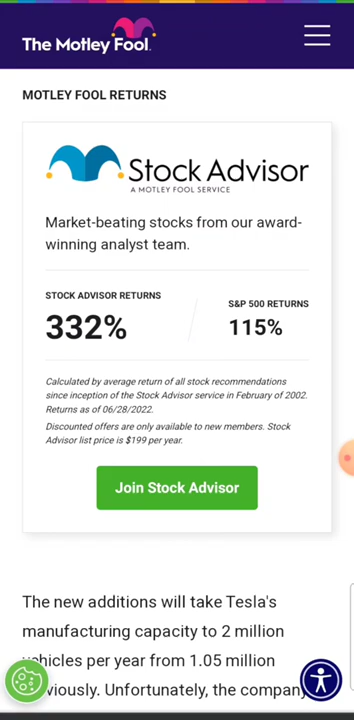 The Motley Fool.
MOTLEY FOOL RETURNS
Stock Advisor
A MOTLEY FOOL SERVICE
Market-beating stocks from our award-
winning analyst team.
STOCK ADVISOR RETURNS
332%
S&P 500 RETURNS
115%
Calculated by average return of all stock recommendations
since inception of the Stock Advisor service in February of 2002.
Returns as of 06/28/2022.
Discounted offers are only available to new members. Stock
Advisor list price is $199 per year.
Join Stock Advisor
The new additions will take Tesla's
manufacturing capacity to 2 million
vehicles per year from 1.05 million
previously. Unfortunately, the company